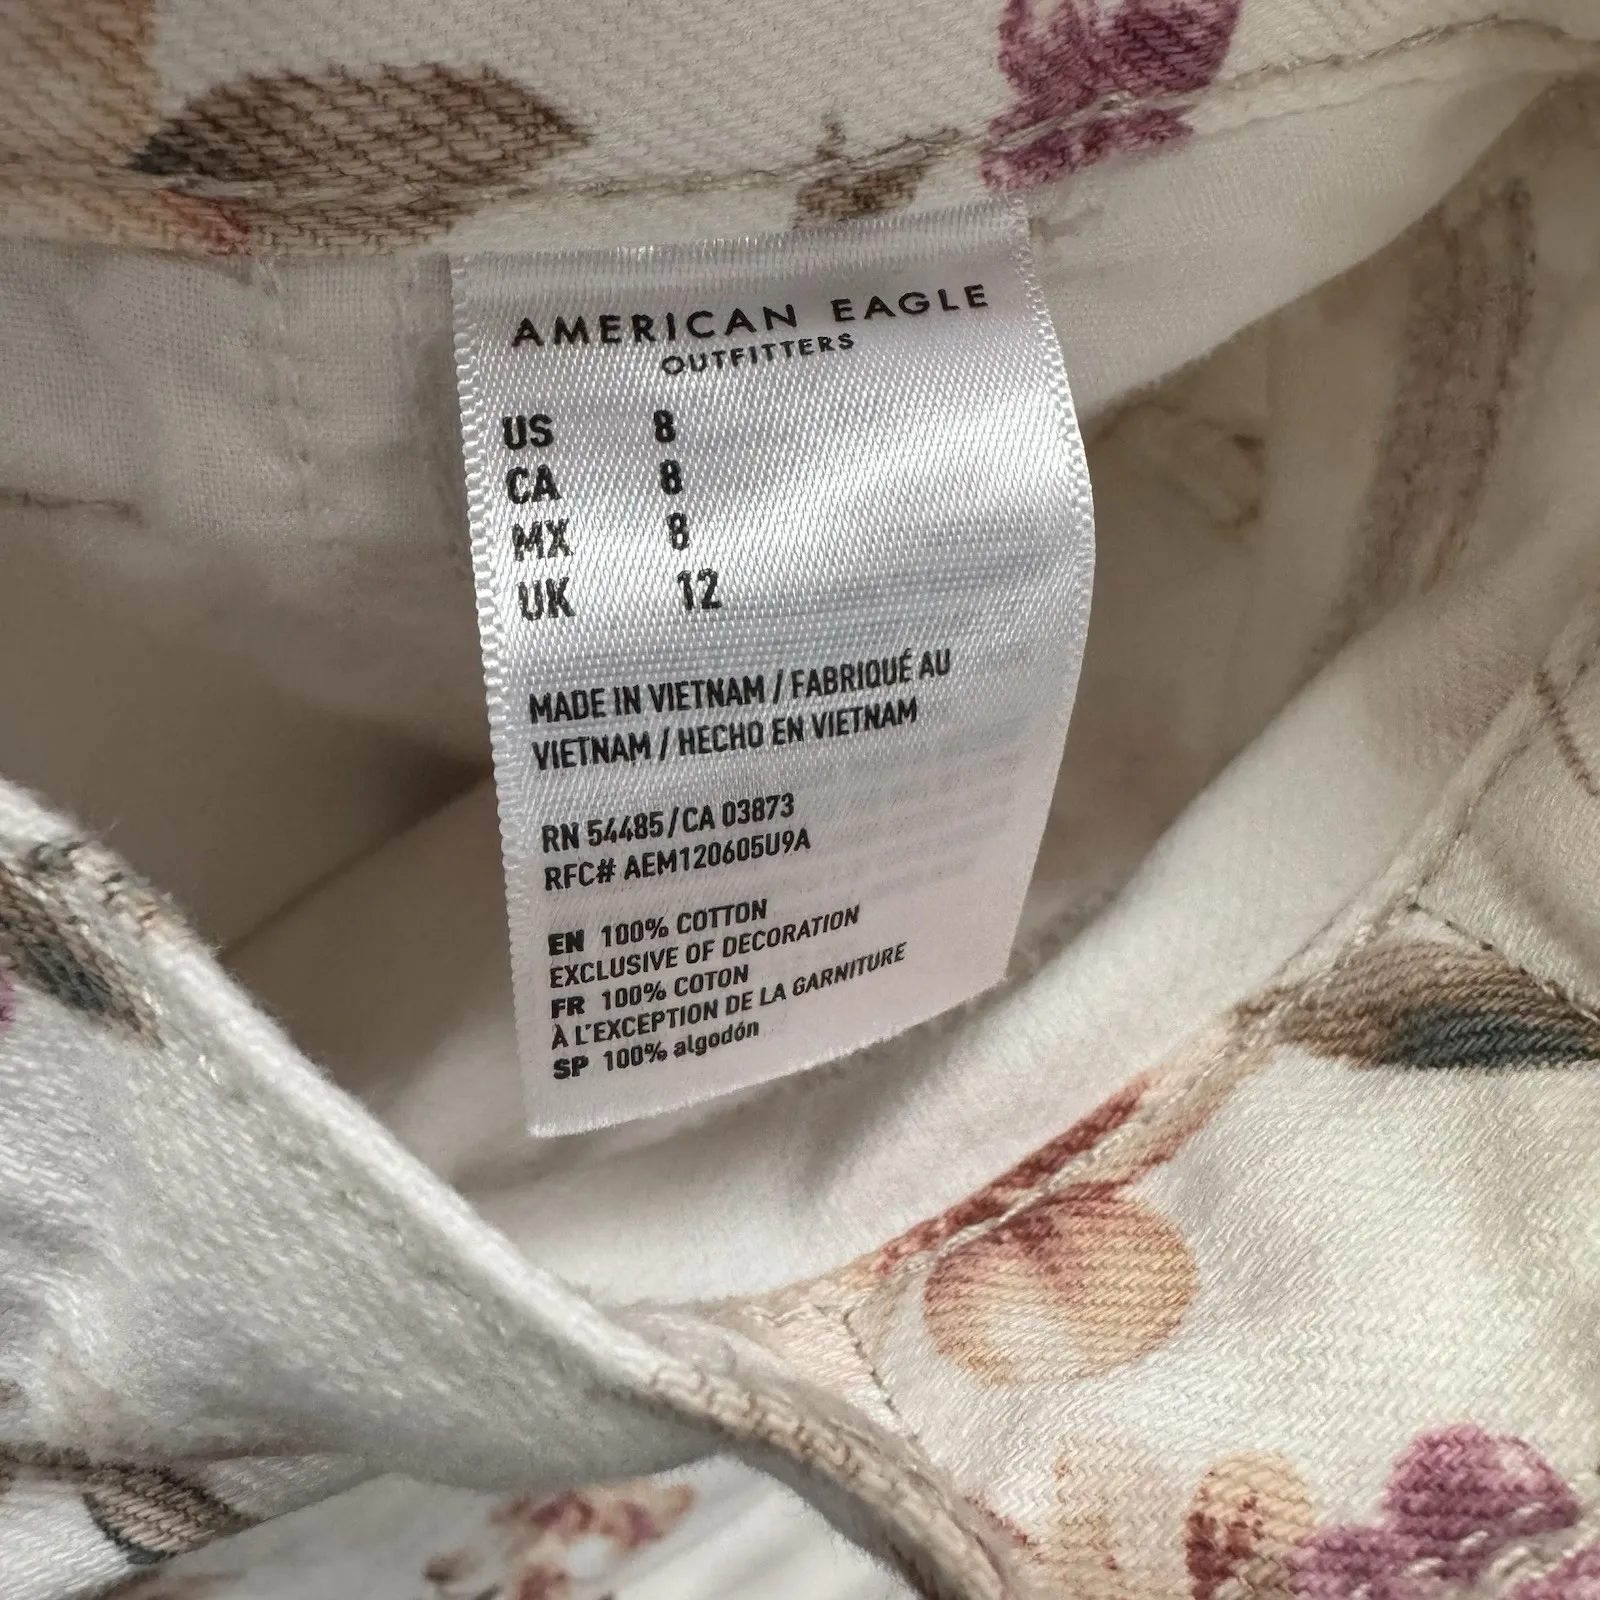 AMERICAN EAGLE
OUTFITTERS
US 8
CA 8
MX 8
UK 12
MADE IN VIETNAM / FABRIQUÉ AU
VIETNAM / HECHO EN VIETNAM
RN 54485/CA 03873
RFC# AEM120605U9A
EN 100% COTTON
EXCLUSIVE OF DECORATION
FR 100% COTON
À L'EXCEPTION DE LA GARNITURE
SP 100% algodón